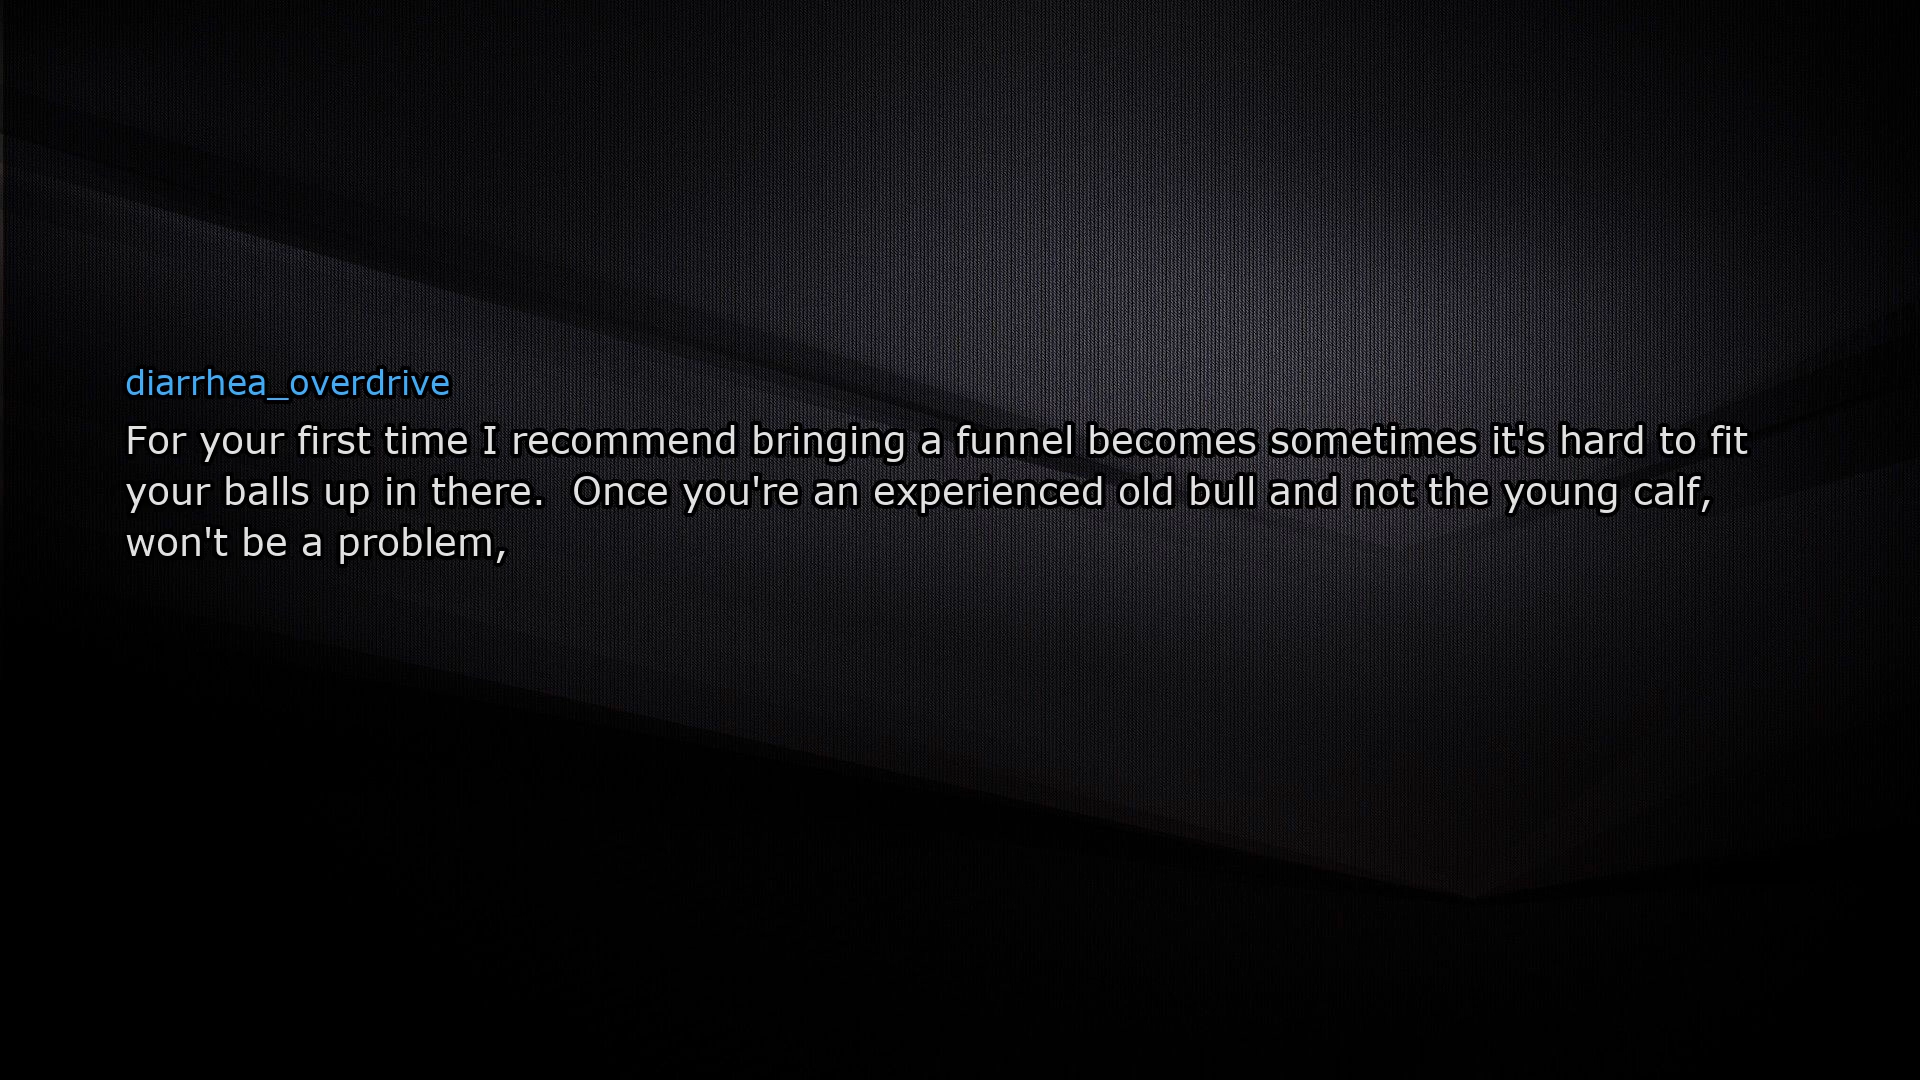 diarrhea_overdrive
For your first time I recommend bringing a funnel becomes sometimes it's hard to fit
your balls up in there.  Once you're an experienced old bull and not the young calf,
won't be a problem,